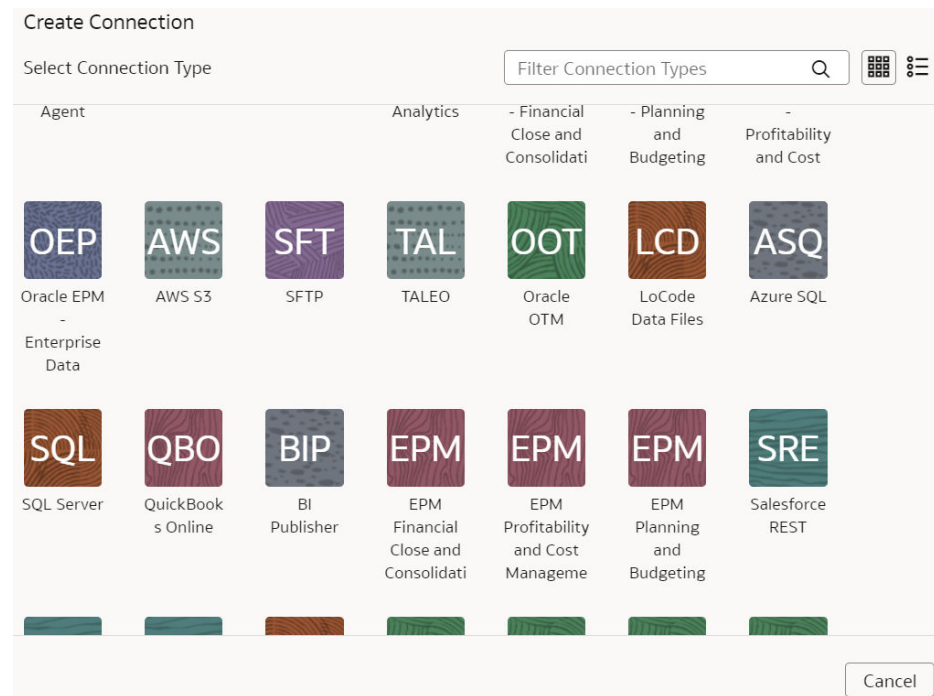 Create Connection
Select Connection Type
Filter Connection Types
Agent
Analytics
- Financial
Close and
Consolidati
- Planning
and
Budgeting
-
Profitability
and Cost
OEP
AWS
SFT
TAL
OOT
LCD
ASQ
Oracle EPM
-
Enterprise
Data
AWS S3
SFTP
TALEO
Oracle
OTM
LoCode
Data Files
Azure SQL
SQL
QBO
BIP
EPM
EPM
EPM
SRE
SQL Server
QuickBook
s Online
BI
Publisher
EPM
Financial
Close and
Consolidati
EPM
Profitability
and Cost
Manageme
EPM
Planning
and
Budgeting
Salesforce
REST
Cancel